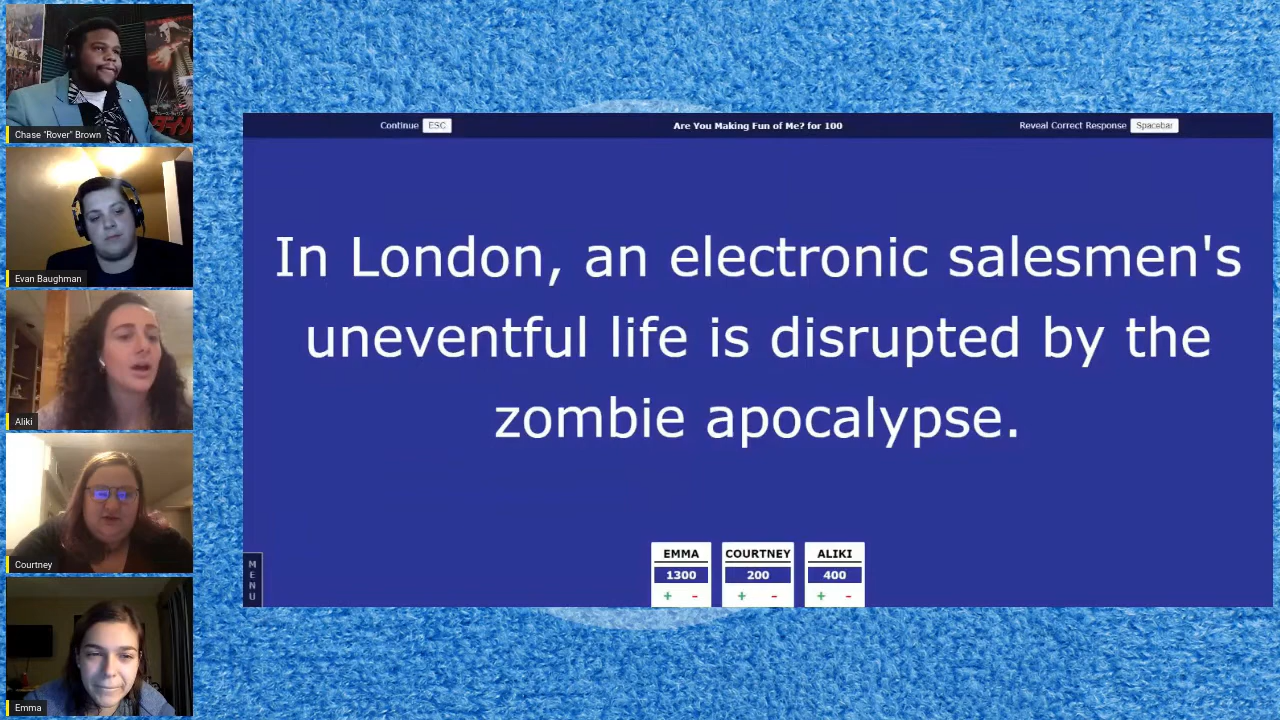 Chase "Rover" Brown
Evan Baughman
Aliki
Courtney
Emma
Continue ESC
Are You Making Fun of Me? for 100
Reveal Correct Response Spacebar
In London, an electronic salesmen's
uneventful life is disrupted by the
zombie apocalypse.
MENU
EMMA COURTNEY ALIKI
1300 200 400
+ - + - + -